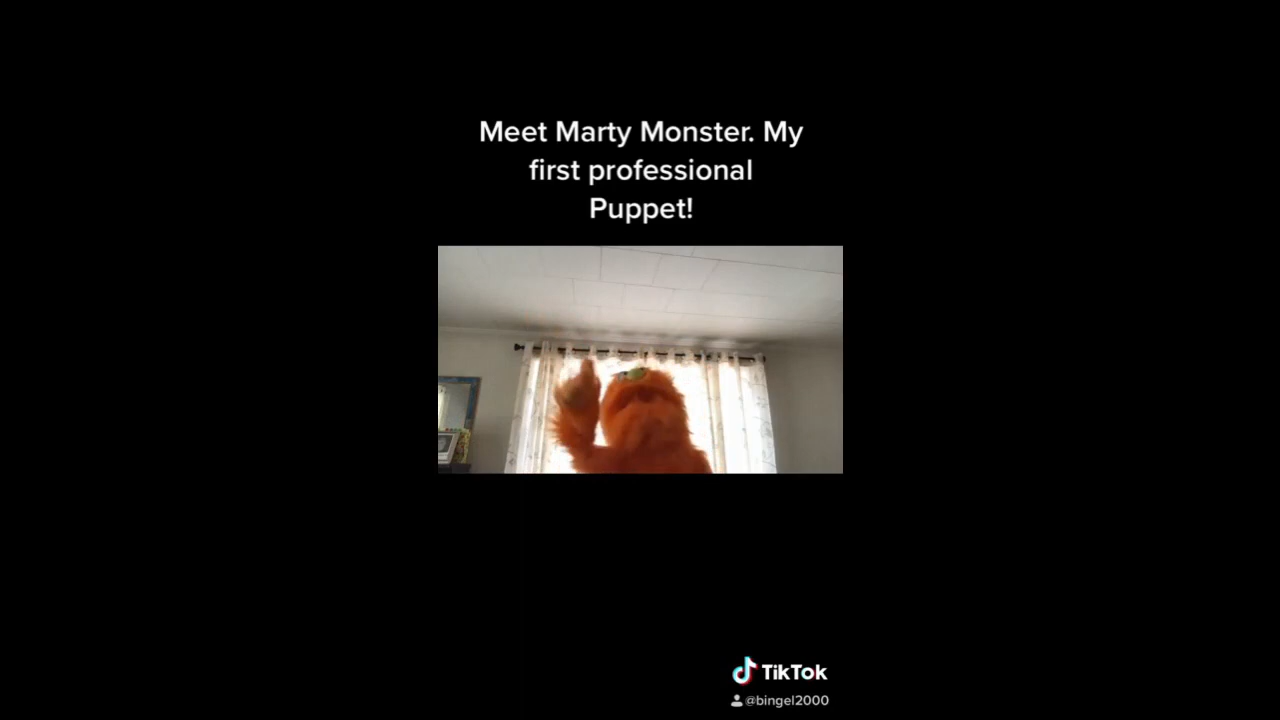 Meet Marty Monster. My
first professional
Puppet!
TikTok
@bingel2000